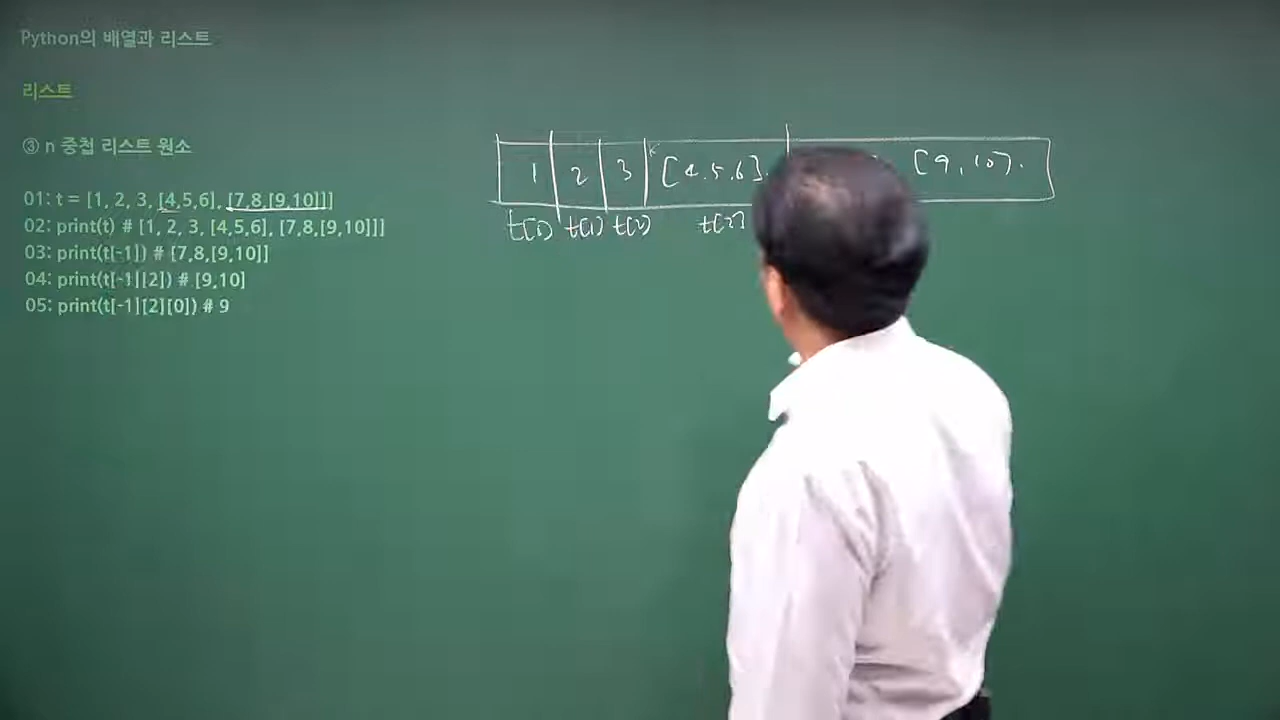 Python의 배열과 리스트
리스트
③ n 중첩 리스트 원소
01: t = [1, 2, 3, [4,5,6], [7,8,[9,10]]]
02: print(t) # [1, 2, 3, [4,5,6], [7,8,[9,10]]]
03: print(t[-1]) # [7,8,[9,10]]
04: print(t[-1][2]) # [9,10]
05: print(t[-1][2][0]) # 9
1 2 3 [4.5.6]. [9,10].
t[1]